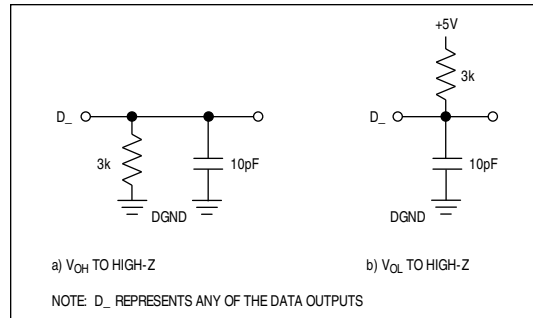 +5V
3k
D_
D_
3k
10pF
10pF
DGND
DGND
a) VOH TO HIGH-Z
b) VOL TO HIGH-Z
NOTE: D_ REPRESENTS ANY OF THE DATA OUTPUTS